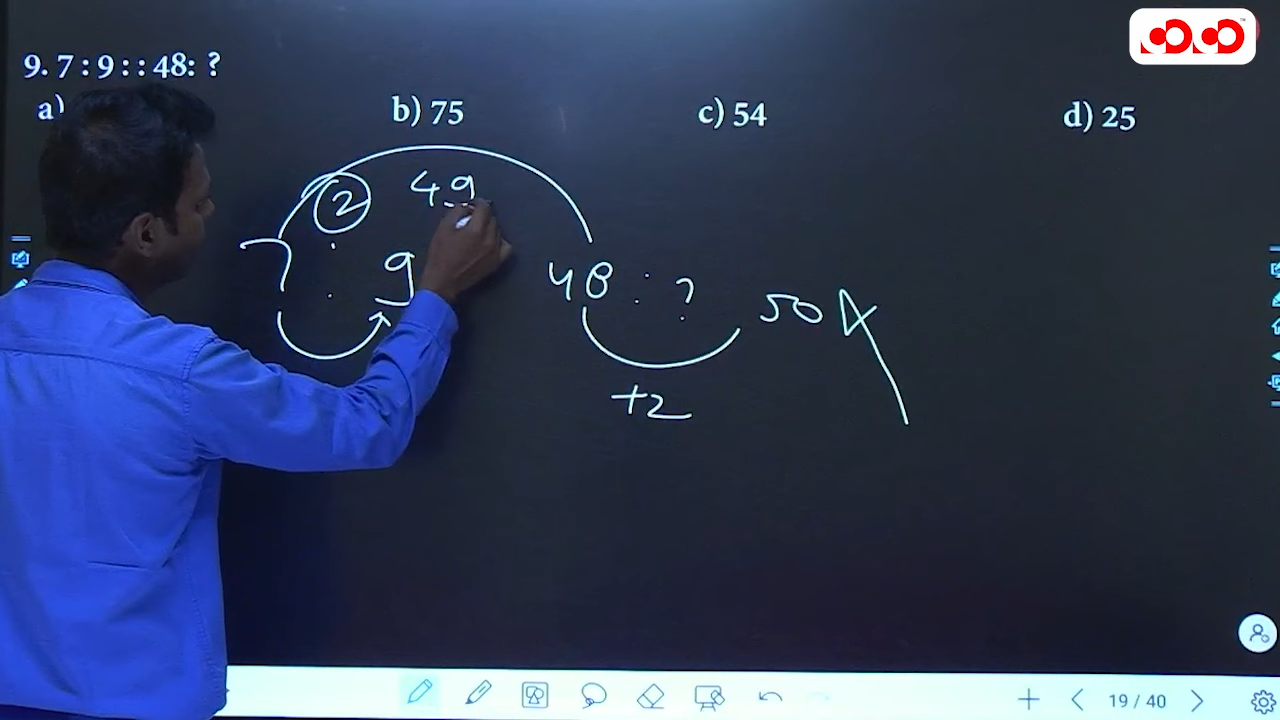 9. 7 : 9 : : 48: ?
a)
b) 75
c) 54
d) 25
2 49
7 : 9 48 : ? 50
+2
19 / 40